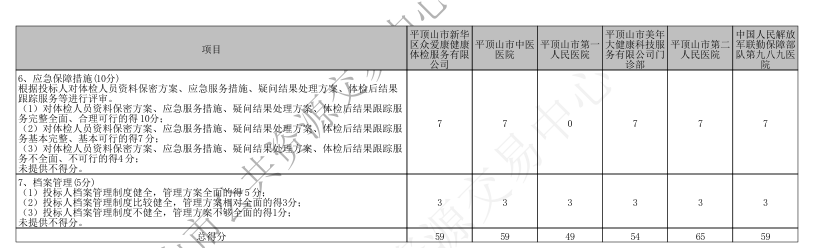 项目
平顶山市新华
区众爱康健康
体检服务有限
公司
平顶山市中医
医院
平顶山市第一
人民医院
平顶山市美年
大健康科技服
务有限公司门
诊部
平顶山市第二
人民医院
中国人民解放
军联勤保障部
队第九八九医
院
6、应急保障措施(10分)
根据投标人对体检人员资料保密方案、应急服务措施、疑问结果处理方案、体检后结果
跟踪服务等进行评审。
（1）对体检人员资料保密方案、应急服务措施、疑问结果处理方案、体检后结果跟踪服
务完整全面、合理可行的得10分；
（2）对体检人员资料保密方案、应急服务措施、疑问结果处理方案、体检后结果跟踪服
务基本完整、基本可行的得7分；
（3）对体检人员资料保密方案、应急服务措施、疑问结果处理方案、体检后结果跟踪服
务不全面、不可行的得4分；
未提供不得分。
7 7 0 7 7 7
7、档案管理(5分)
（1）投标人档案管理制度健全，管理方案全面的得5分；
（2）投标人档案管理制度比较健全，管理方案相对全面的得3分；
（3）投标人档案管理制度不健全，管理方案不够全面的得1分；
未提供不得分。
3 3 3 3 3 3
总得分 59 59 49 54 65 59
山市公共资源交易中心
资源交易中心